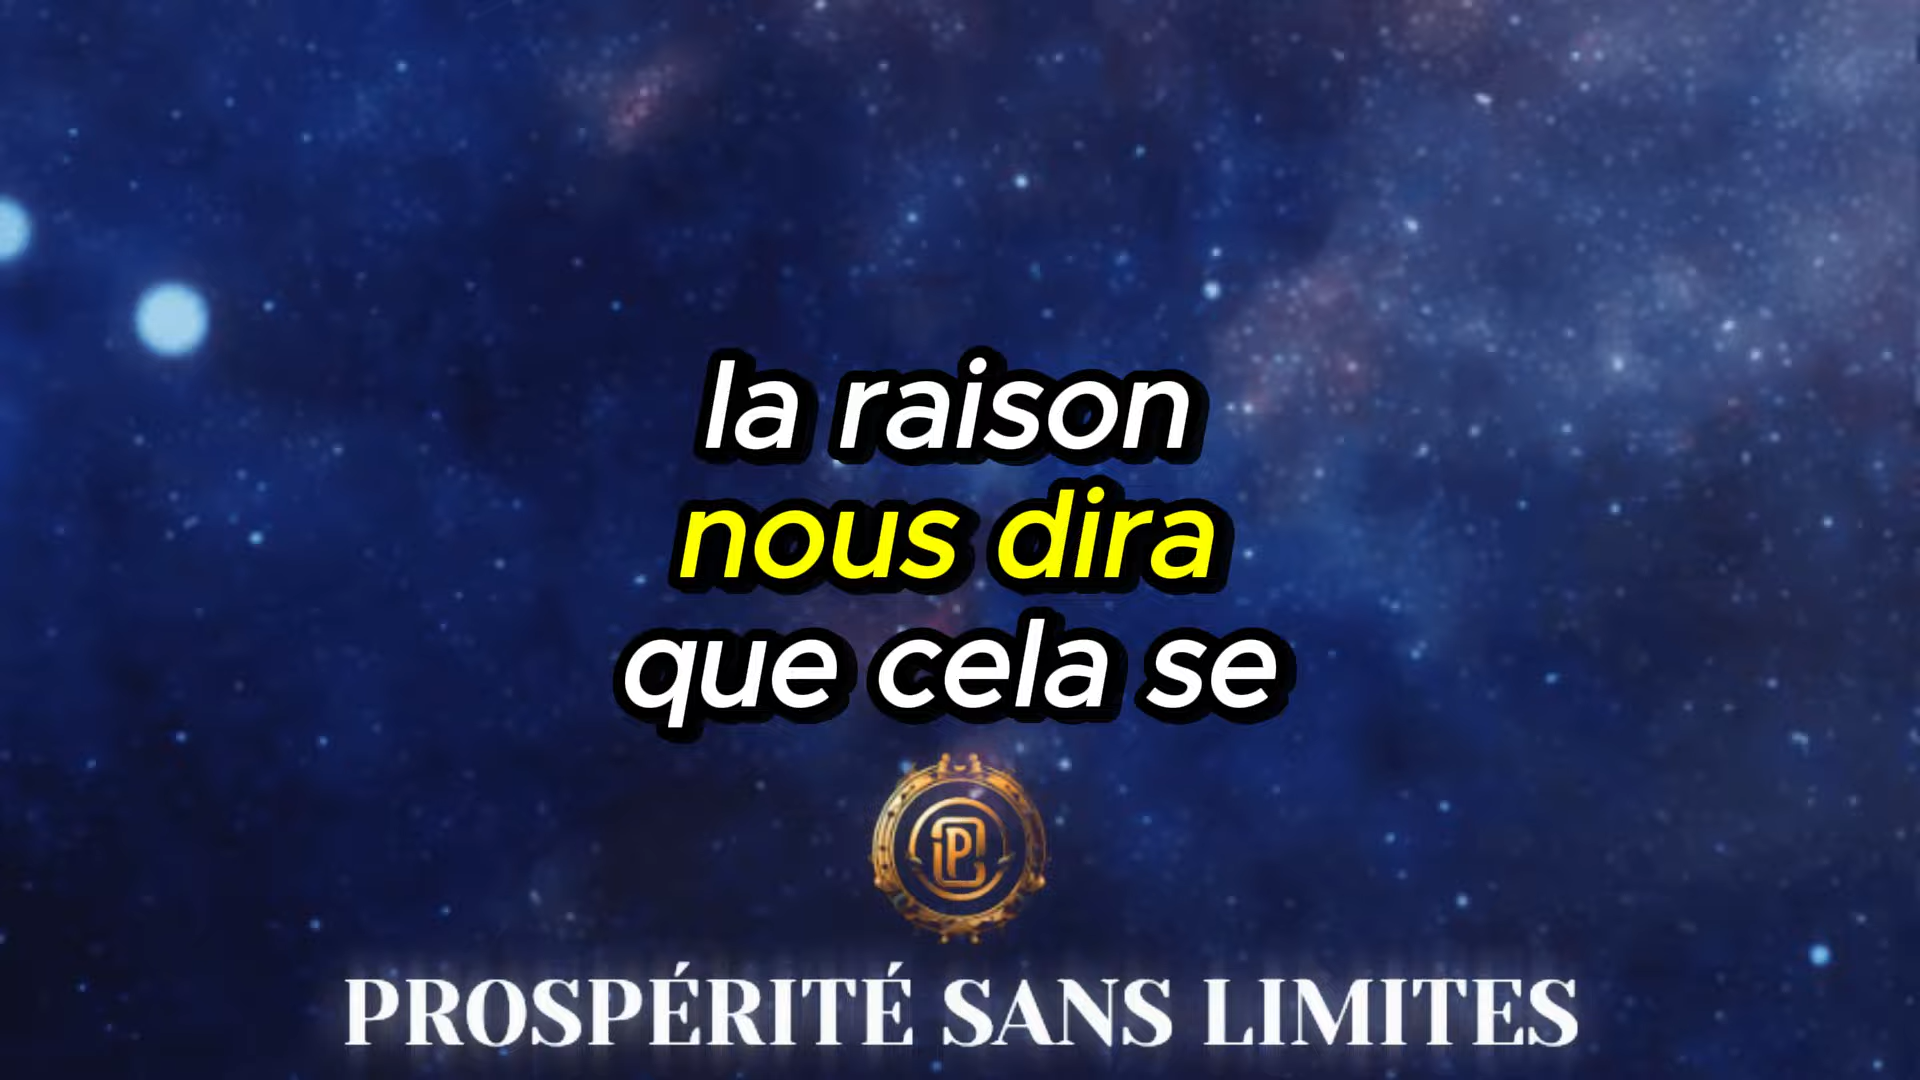 la raison
nous dira
que cela se
P
PROSPÉRITÉ SANS LIMITES